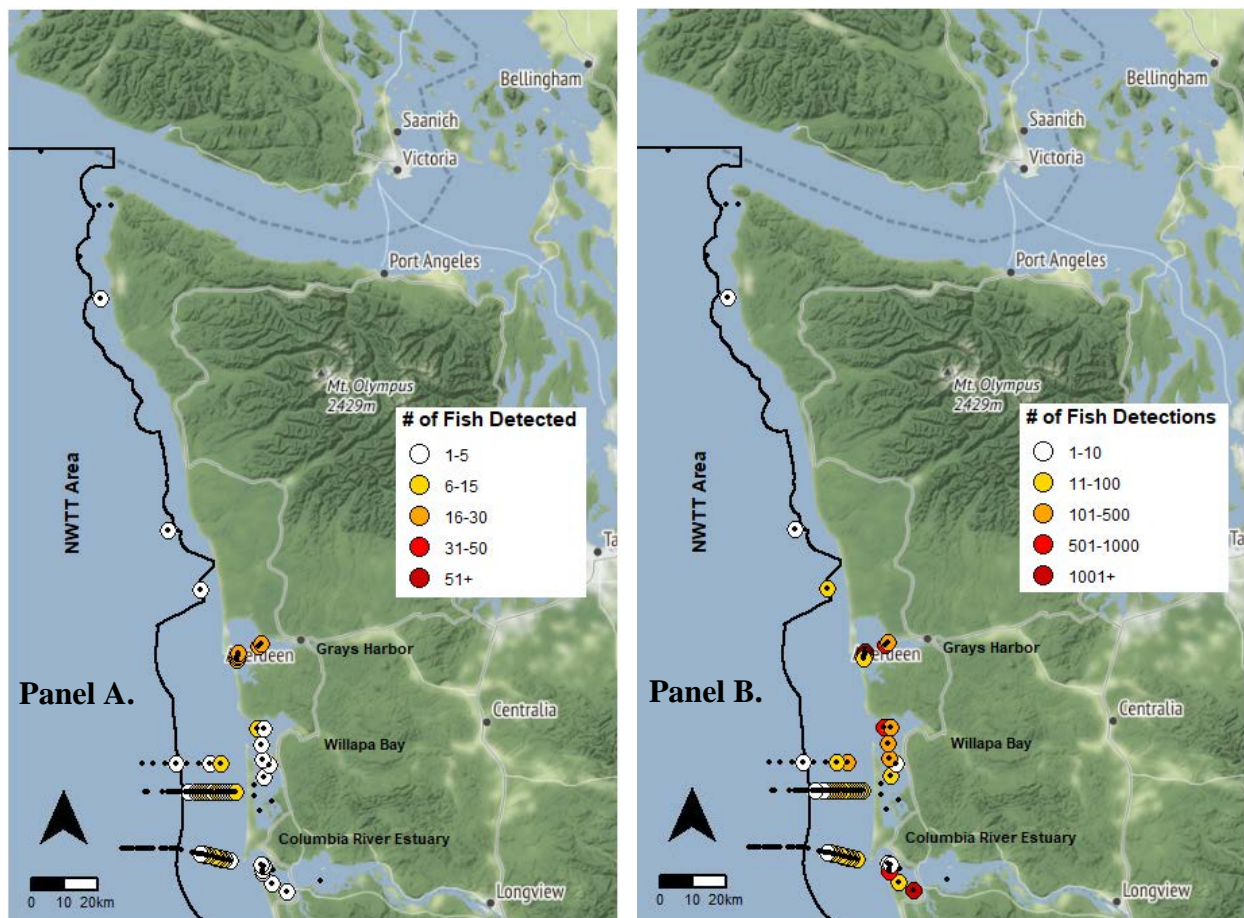 Bellingham
Saanich
Victoria
Port Angeles
Mt. Olympus
2429m
# of Fish Detected
1-5
6-15
16-30
31-50
51+
NWTT Area
Ta
Aberdeen
Grays Harbor
Panel A.
Centralia
Willapa Bay
Columbia River Estuary
Longview
0 10 20km
Bellingham
Saanich
Victoria
Port Angeles
Mt. Olympus
2429m
# of Fish Detections
1-10
11-100
101-500
501-1000
1001+
NWTT Area
Ta
Aberdeen
Grays Harbor
Panel B.
Centralia
Willapa Bay
Columbia River Estuary
Longview
0 10 20km